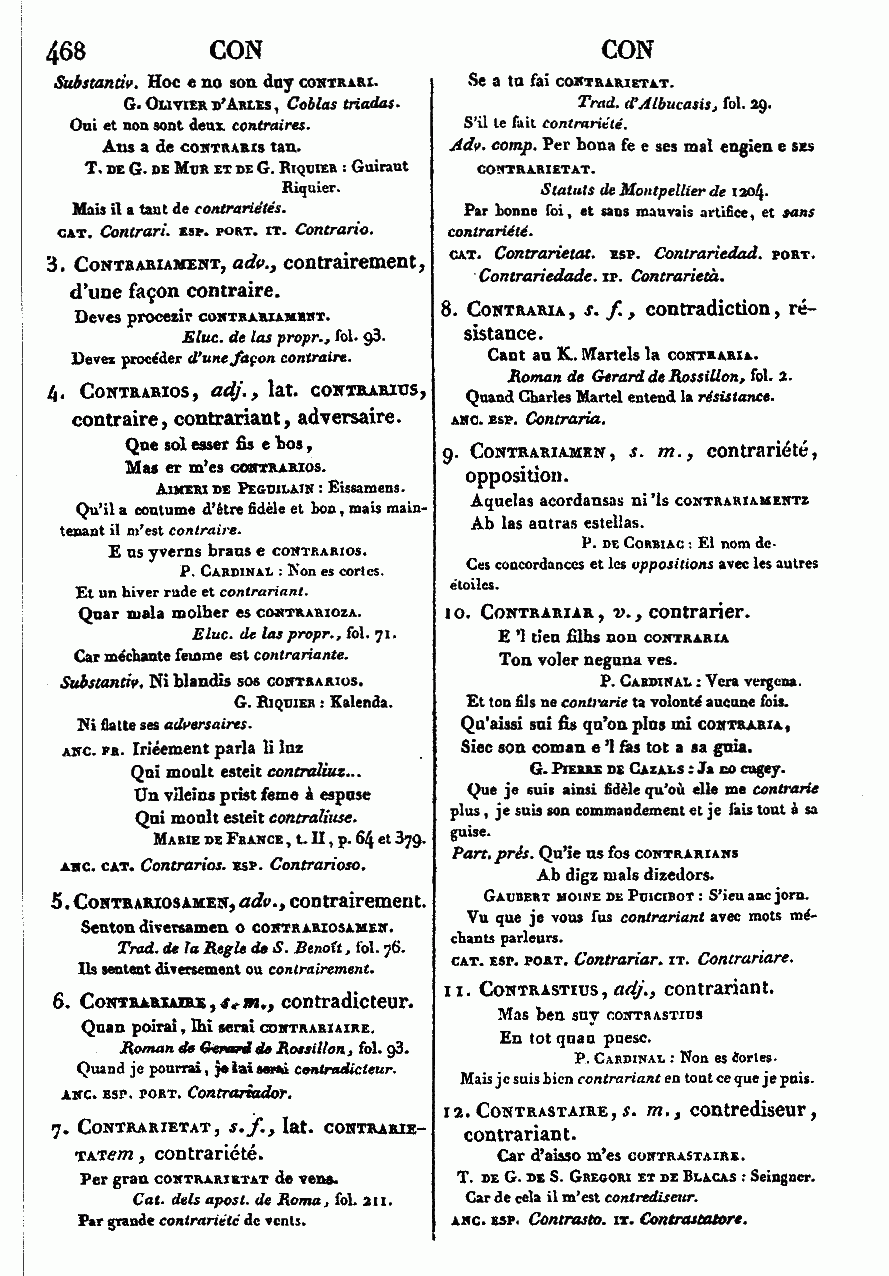 468 CON CON
Substantiv. Hoc e no son duy CONTRARI.
G. OLIVIER D'ARLES, Coblas triadas.
Oui et non sont deux contraires.
Ans a de CONTRARIS tan.
T. DE G. DE MUR ET DE G. RIQUIER : Guiraut
Riquier.
Mais il a tant de contrariétés.
CAT. Contrari. ESP. PORT. IT. Contrario.
3. CONTRARIAMENT, adv., contrairement,
d'une façon contraire.
Deves procezir CONTRARIAMENT.
Eluc. de las propr., fol. 93.
Devez procéder d'une façon contraire.
4. CONTRARIOS, adj., lat. CONTRARIUS,
contraire, contrariant, adversaire.
Que sol esser fis e bos,
Mas er m'es CONTRARIOS.
AIMERI DE PEGUILAIN : Eissamens.
Qu'il a coutume d'être fidèle et bon, mais main-
tenant il m'est contraire.
E us yverns braus e CONTRARIOS.
P. CARDINAL : Non es cortes.
Et un hiver rude et contrariant.
Quar mala molher es CONTRARIOZA.
Eluc. de las propr., fol. 71.
Car méchante femme est contrariante.
Substantiv. Ni blandis sos CONTRARIOS.
G. RIQUIER : Kalenda.
Ni flatte ses adversaires.
ANC. FR. Iriéement parla li luz
Qui moult esteit contraliuz...
Un vileins prist feme à espuse
Qui moult esteit contraliuse.
MARIE DE FRANCE, t. II, p. 64 et 379.
ANC. CAT. Contrarios. ESP. Contrarioso.
5. CONTRARIOSAMEN, adv., contrairement.
Senton diversamen o CONTRARIOSAMEN.
Trad. de la Regle de S. Benoît, fol. 76.
Ils sentent diversement ou contrairement.
6. CONTRARIAIRE, s. m., contradicteur.
Quan poirai, lhi serai CONTRARIAIRE.
Roman de Gerard de Rossillon, fol. 93.
Quand je pourrai, je lui serai contradicteur.
ANC. ESP. PORT. Contrariador.
7. CONTRARIETAT, s. f., lat. CONTRARIE-
TATem, contrariété.
Per gran CONTRARIETAT de vens.
Cat. dels apost. de Roma, fol. 211.
Par grande contrariété de vents.
Se a tu fai CONTRARIETAT.
Trad. d'Albucasis, fol. 29.
S'il te fait contrariété.
Adv. comp. Per bona fe e ses mal engien e SES
CONTRARIETAT.
Statuts de Montpellier de 1204.
Par bonne foi, et sans mauvais artifice, et sans
contrariété.
CAT. Contrarietat. ESP. Contrariedad. PORT.
Contrariedade. IP. Contrarietà.
8. CONTRARIA, s. f., contradiction, ré-
sistance.
Cant au K. Martels la CONTRARIA.
Roman de Gerard de Rossillon, fol. 2.
Quand Charles Martel entend la résistance.
ANC. ESP. Contraria.
9. CONTRARIAMEN, s. m., contrariété,
opposition.
Aquelas acordansas ni 'ls CONTRARIAMENTZ
Ab las autras estellas.
P. DE CORBIAC : El nom de.
Ces concordances et les oppositions avec les autres
étoiles.
10. CONTRARIAR, v., contrarier.
E 'l tieu filhs non CONTRARIA
Ton voler neguna ves.
P. CARDINAL : Vera vergena.
Et ton fils ne contrarie ta volonté aucune fois.
Qu'aissi sui fis qu'on plus mi CONTRARIA,
Siec son coman e 'l fas tot a sa guia.
G. PIERRE DE CAZALS : Ja no cugey.
Que je suis ainsi fidèle qu'où elle me contrarie
plus, je suis son commandement et je fais tout à sa
guise.
Part. prés. Qu'ie us fos CONTRARIANS
Ab digz mals dizedors.
GAUBERT MOINE DE PUICIBOT : S'ieu anc jorn.
Vu que je vous fus contrariant avec mots mé-
chants parleurs.
CAT. ESP. PORT. Contrariar. IT. Contrariare.
11. CONTRASTIUS, adj., contrariant.
Mas ben suy CONTRASTIUS
En tot quan puesc.
P. CARDINAL : Non es cortes.
Mais je suis bien contrariant en tout ce que je puis.
12. CONTRASTAIRE, s. m., contrediseur,
contrariant.
Car d'aisso m'es CONTRASTAIRE.
T. DE G. DE S. GREGORI ET DE BLACAS : Seingner.
Car de cela il m'est contrediseur.
ANC. ESP. Contrasto. IT. Contrastatore.